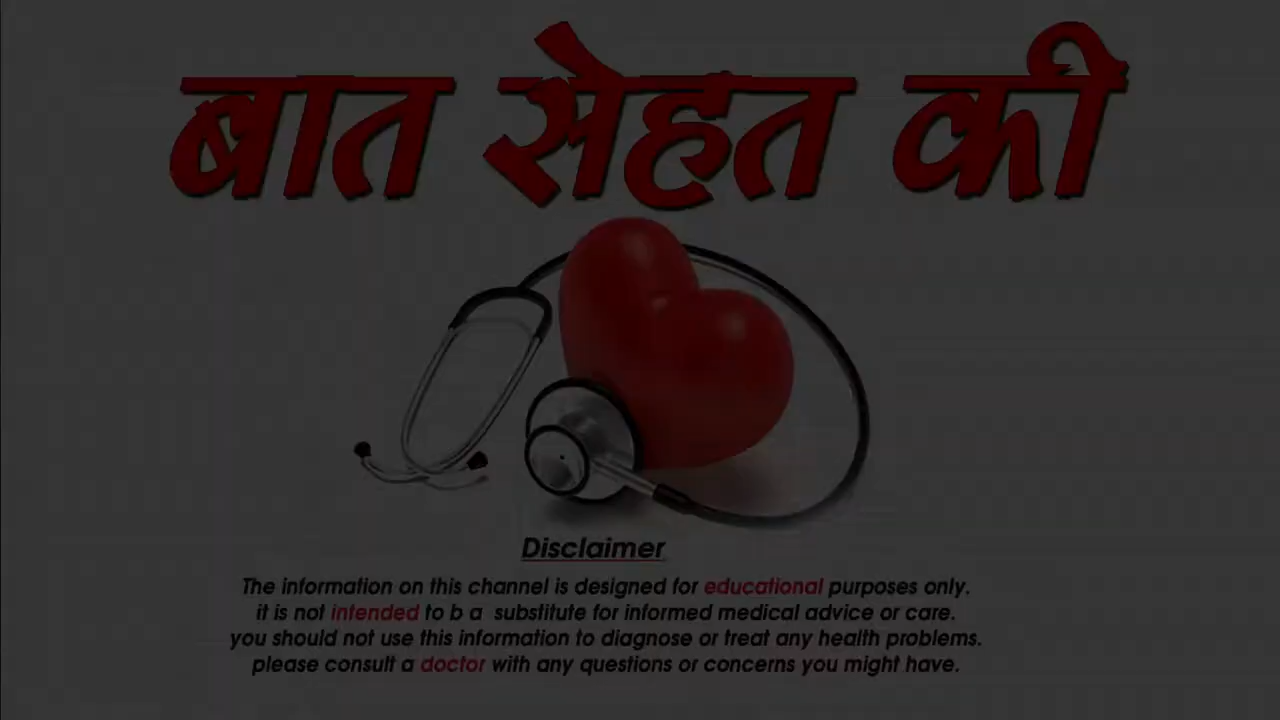 बात सेहत की
Disclaimer
The information on this channel is designed for educational purposes only.
it is not intended to b a substitute for informed medical advice or care.
you should not use this information to diagnose or treat any health problems.
please consult a doctor with any questions or concerns you might have.